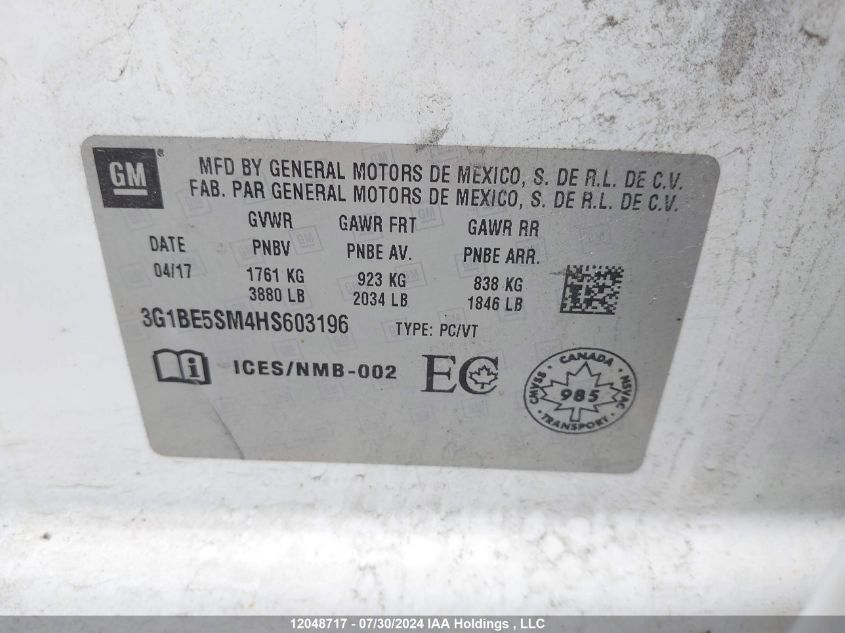 GM
MFD BY GENERAL MOTORS DE MEXICO, S. DE R.L. DE C.V.
FAB. PAR GENERAL MOTORS DE MEXICO, S. DE R.L. DE C.V.
GVWR GAWR FRT GAWR RR
DATE PNBV PNBE AV. PNBE ARR.
04/17 1761 KG 923 KG 838 KG
3880 LB 2034 LB 1846 LB
3G1BE5SM4HS603196 TYPE: PC/VT
i ICES/NMB-002 EC
CANADA
CMVSS 985 NSVAC
TRANSPORT
12048717 - 07/30/2024 IAA Holdings , LLC